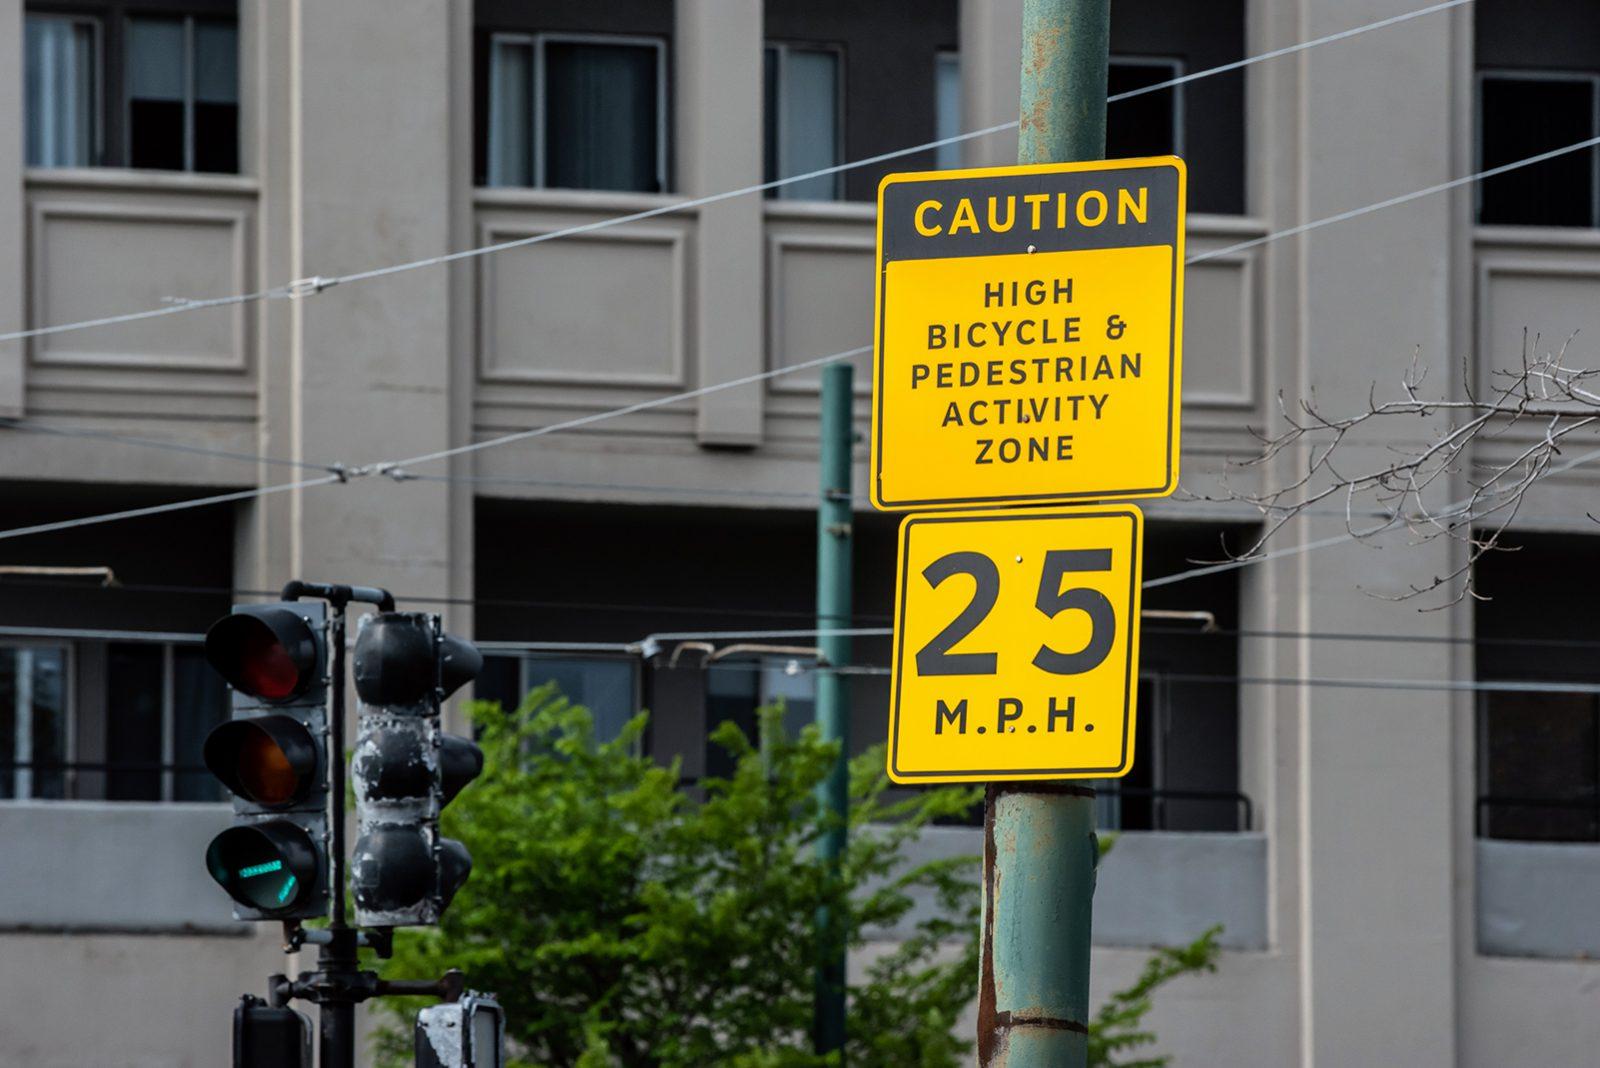 CAUTION
HIGH
BICYCLE &
PEDESTRIAN
ACTIVITY
ZONE
25
M.P.H.